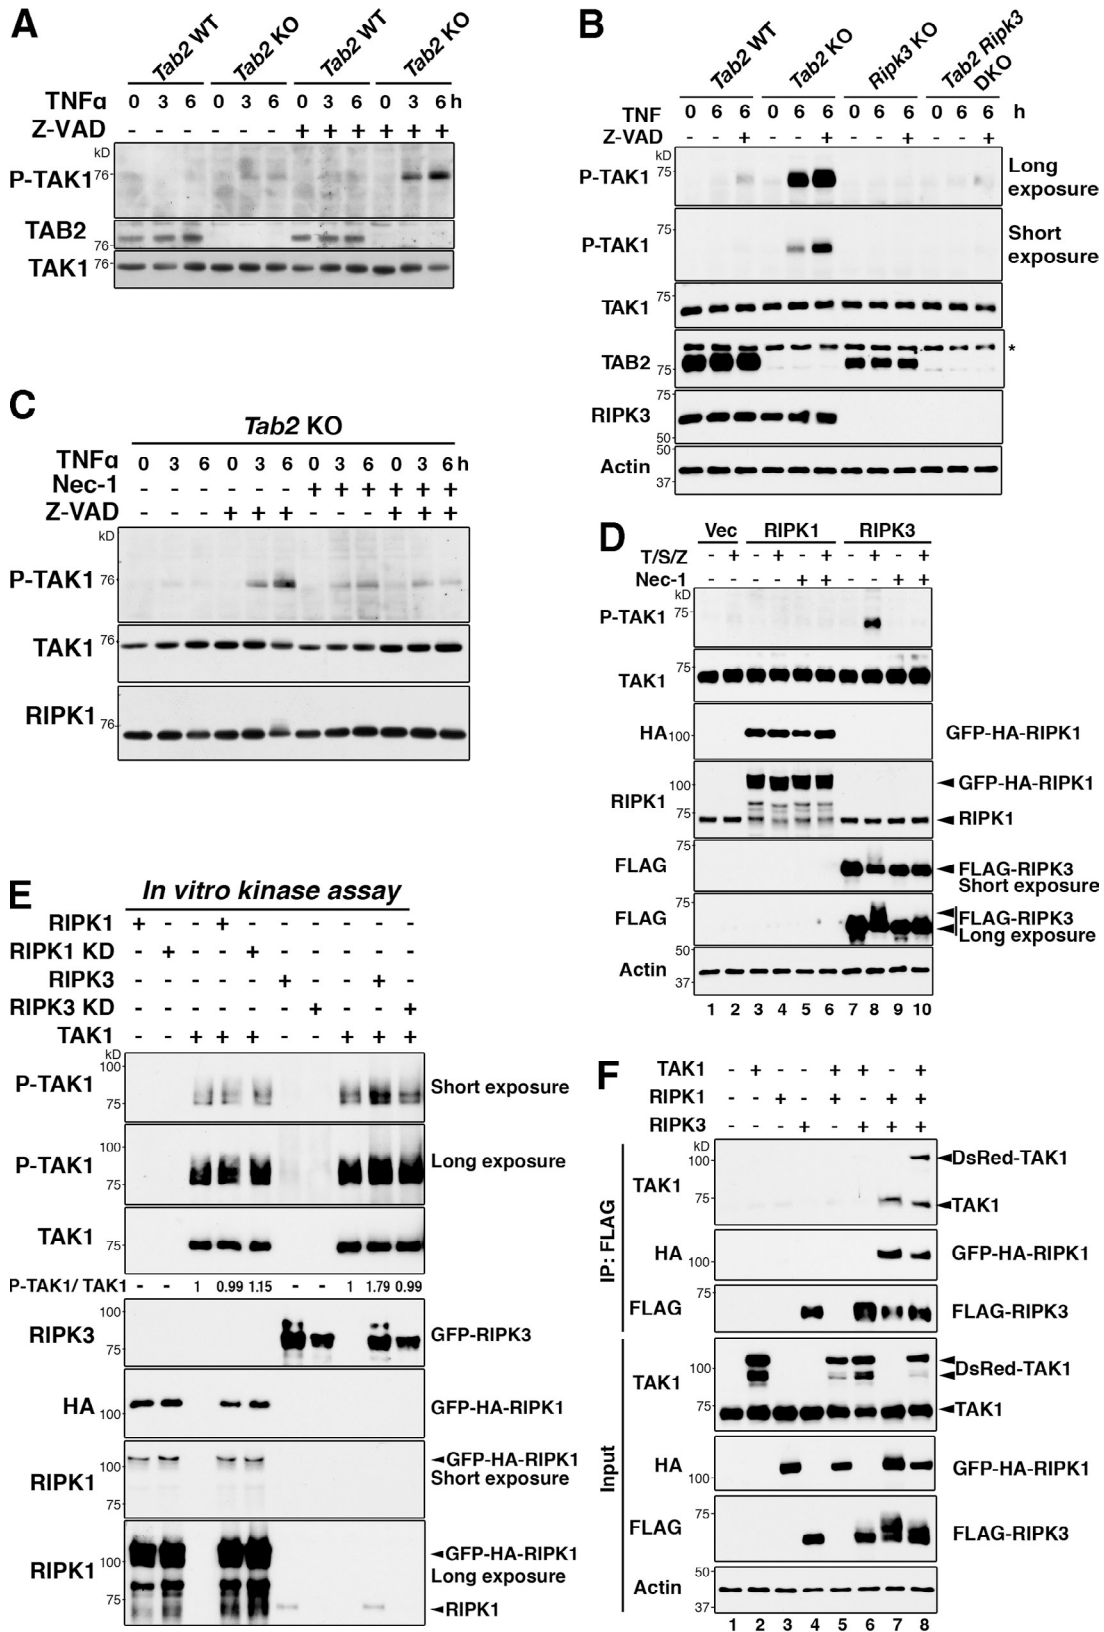 A
Tab2 WT Tab2 KO Tab2 WT Tab2 KO
TNFα 0 3 6 0 3 6 0 3 6 0 3 6 h
Z-VAD - - - - - - + + + + + +
kD
P-TAK1 76
TAB2 76
TAK1 76
B
Tab2 WT Tab2 KO Ripk3 KO Tab2 Ripk3 DKO
TNF 0 6 6 0 6 6 0 6 6 0 6 6 h
Z-VAD - - + - - + - - + - - +
kD
P-TAK1 75 Long exposure
P-TAK1 75 Short exposure
TAK1 75
TAB2 75 *
RIPK3 50
Actin 50 37
C
Tab2 KO
TNFα 0 3 6 0 3 6 0 3 6 0 3 6 h
Nec-1 - - - - - - + + + + + +
Z-VAD - - - + + + - - - + + +
kD
P-TAK1 76
TAK1 76
RIPK1 76
D
Vec RIPK1 RIPK3
T/S/Z - + - + - + - + - +
Nec-1 - - - - + + - - + +
kD
P-TAK1 75
TAK1 75
HA 100 GFP-HA-RIPK1
RIPK1 100 75 GFP-HA-RIPK1
RIPK1
FLAG 75 FLAG-RIPK3
Short exposure
FLAG 75 FLAG-RIPK3
Long exposure
Actin 50 37
1 2 3 4 5 6 7 8 9 10
E
In vitro kinase assay
RIPK1 + - - + - - - - - -
RIPK1 KD - + - - + - - - - -
RIPK3 - - - - - + - - + -
RIPK3 KD - - - - - - + - - +
TAK1 - - + + + - - + + +
kD
P-TAK1 100 75 Short exposure
P-TAK1 100 75 Long exposure
TAK1 75
P-TAK1/ TAK1 - - 1 0.99 1.15 - - 1 1.79 0.99
RIPK3 100 75 GFP-RIPK3
HA 100 GFP-HA-RIPK1
RIPK1 100 75 GFP-HA-RIPK1
Short exposure
RIPK1 100 75 GFP-HA-RIPK1
Long exposure
RIPK1
F
TAK1 - + - - + + - +
RIPK1 - - + - + - + +
RIPK3 - - - + - + + +
kD
IP: FLAG
TAK1 100 75 DsRed-TAK1
TAK1
HA 100 GFP-HA-RIPK1
FLAG 75 FLAG-RIPK3
Input
TAK1 100 75 DsRed-TAK1
TAK1
HA 100 GFP-HA-RIPK1
FLAG 75 FLAG-RIPK3
Actin 50 37
1 2 3 4 5 6 7 8